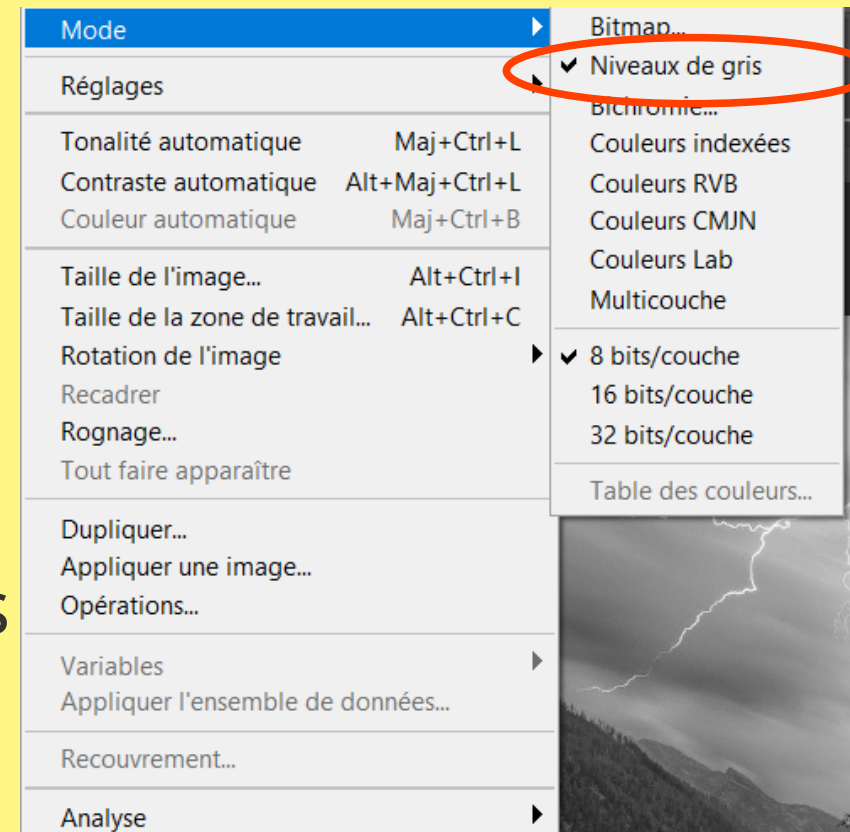 Mode
Réglages
Tonalité automatique Maj+Ctrl+L
Contraste automatique Alt+Maj+Ctrl+L
Couleur automatique Maj+Ctrl+B
Taille de l'image... Alt+Ctrl+I
Taille de la zone de travail... Alt+Ctrl+C
Rotation de l'image
Recadrer
Rognage...
Tout faire apparaître
Dupliquer...
Appliquer une image...
Opérations...
Variables
Appliquer l'ensemble de données...
Recouvrement...
Analyse
Bitmap...
Niveaux de gris
Bichromie...
Couleurs indexées
Couleurs RVB
Couleurs CMJN
Couleurs Lab
Multicouche
8 bits/couche
16 bits/couche
32 bits/couche
Table des couleurs...
s